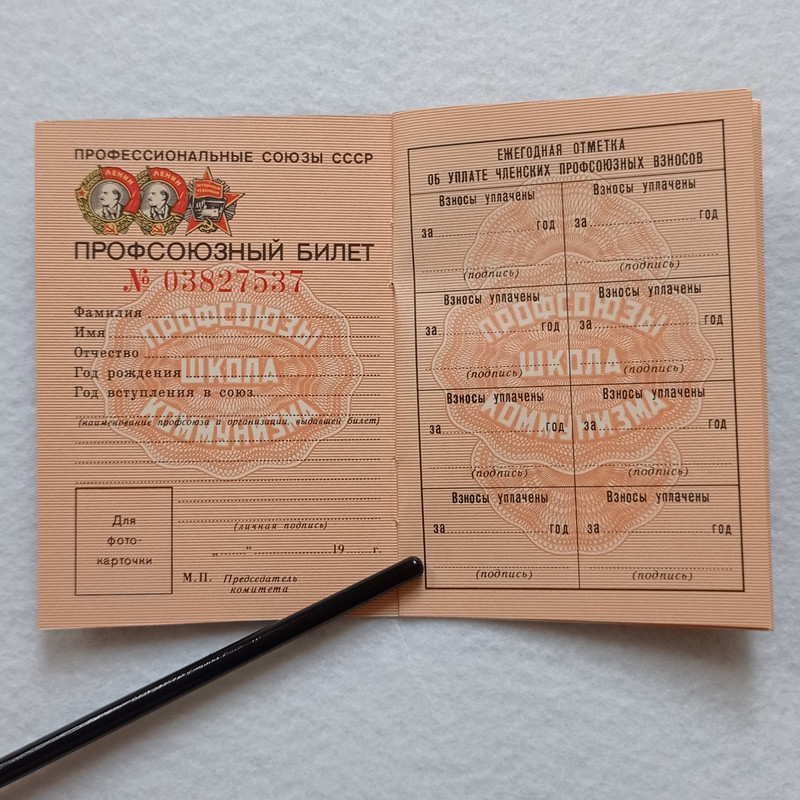 ПРОФЕССИОНАЛЬНЫЕ СОЮЗЫ СССР
ЛЕНИН ЛЕНИН
ПРОФСОЮЗНЫЙ БИЛЕТ
№ 03827537
Фамилия
Имя
Отчество
Год рождения
Год вступления в союз
(наименование профсоюза и организации, выдавшей билет)
ПРОФСОЮЗЫ
ШКОЛА
КОММУНИЗМА
Для
фото-
карточки
(личная подпись)
„......“ ........................19......г.
М.П. Председатель
комитета
ЕЖЕГОДНАЯ ОТМЕТКА
ОБ УПЛАТЕ ЧЛЕНСКИХ ПРОФСОЮЗНЫХ ВЗНОСОВ
Взносы уплачены Взносы уплачены
за год за год
(подпись) (подпись)
Взносы уплачены Взносы уплачены
за год за год
(подпись) (подпись)
Взносы уплачены Взносы уплачены
за год за год
(подпись) (подпись)
Взносы уплачены Взносы уплачены
за год за год
(подпись) (подпись)
ПРОФСОЮЗЫ
ШКОЛА
КОММУНИЗМА